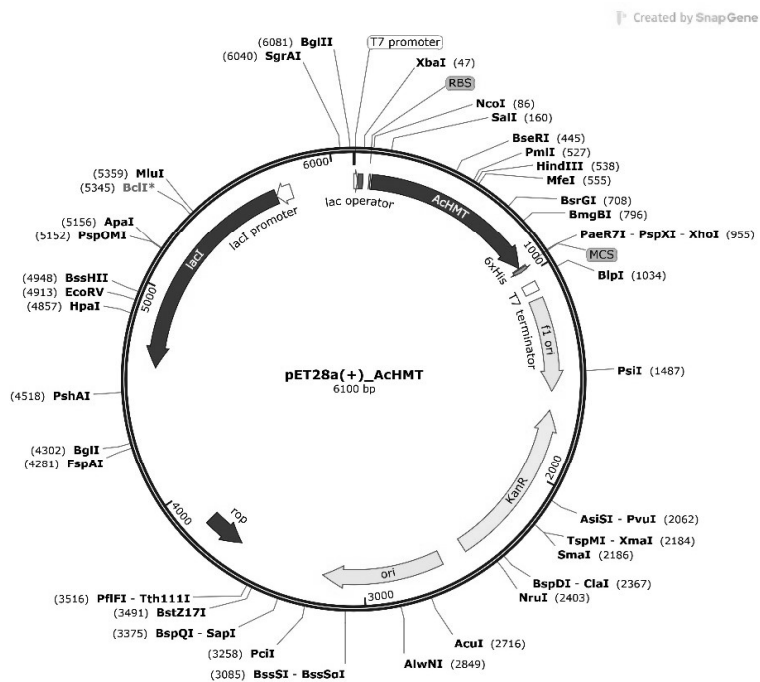 Created by SnapGene
(6081) BglII
T7 promoter
(6040) SgrAI
XbaI (47)
RBS
NcoI (86)
SalI (160)
BseRI (445)
PmlI (527)
HindIII (538)
MfeI (555)
BsrGI (708)
BmgBI (796)
PaeR7I - PspXI - XhoI (955)
MCS
BlpI (1034)
PsiI (1487)
AsiSI - PvuI (2062)
TspMI - XmaI (2184)
SmaI (2186)
BspDI - ClaI (2367)
NruI (2403)
AcuI (2716)
AlwNI (2849)
(3085) BssSI - BssSαI
(3258) PciI
(3375) BspQI - SapI
(3491) BstZ17I
(3516) PflFI - Tth111I
(4281) FspAI
(4302) BglI
(4518) PshAI
(4857) HpaI
(4913) EcoRV
(4948) BssHII
(5152) PspOMI
(5156) ApaI
(5345) BclI*
(5359) MluI
6000
1000
2000
3000
4000
5000
lac operator
AcHMT
6xHis
T7 terminator
f1 ori
KanR
ori
rop
lacI
lacI promoter
pET28a(+)_AcHMT
6100 bp